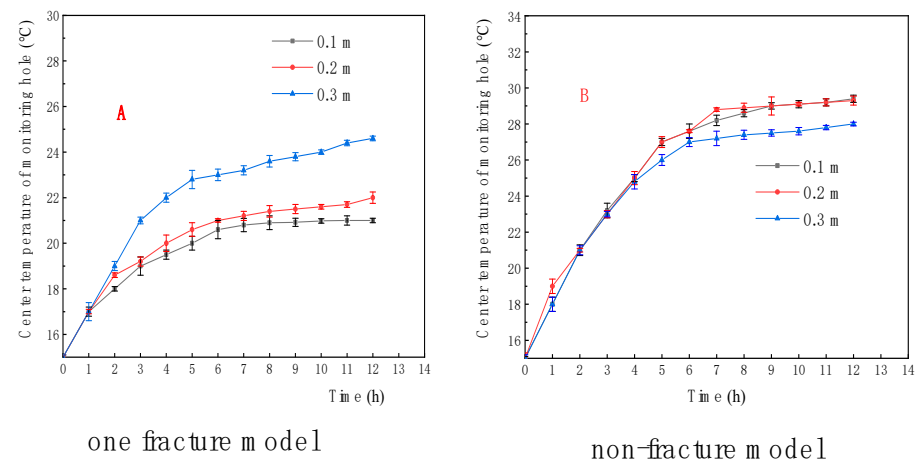 Center temperature of monitoring hole (℃)
30
28
26
24
22
20
18
16
0 1 2 3 4 5 6 7 8 9 10 11 12 13 14
Time (h)
A
0.1 m
0.2 m
0.3 m
one fracture model
Center temperature of monitoring hole (℃)
34
32
30
28
26
24
22
20
18
16
0 1 2 3 4 5 6 7 8 9 10 11 12 13 14
Time (h)
B
0.1 m
0.2 m
0.3 m
non-fracture model